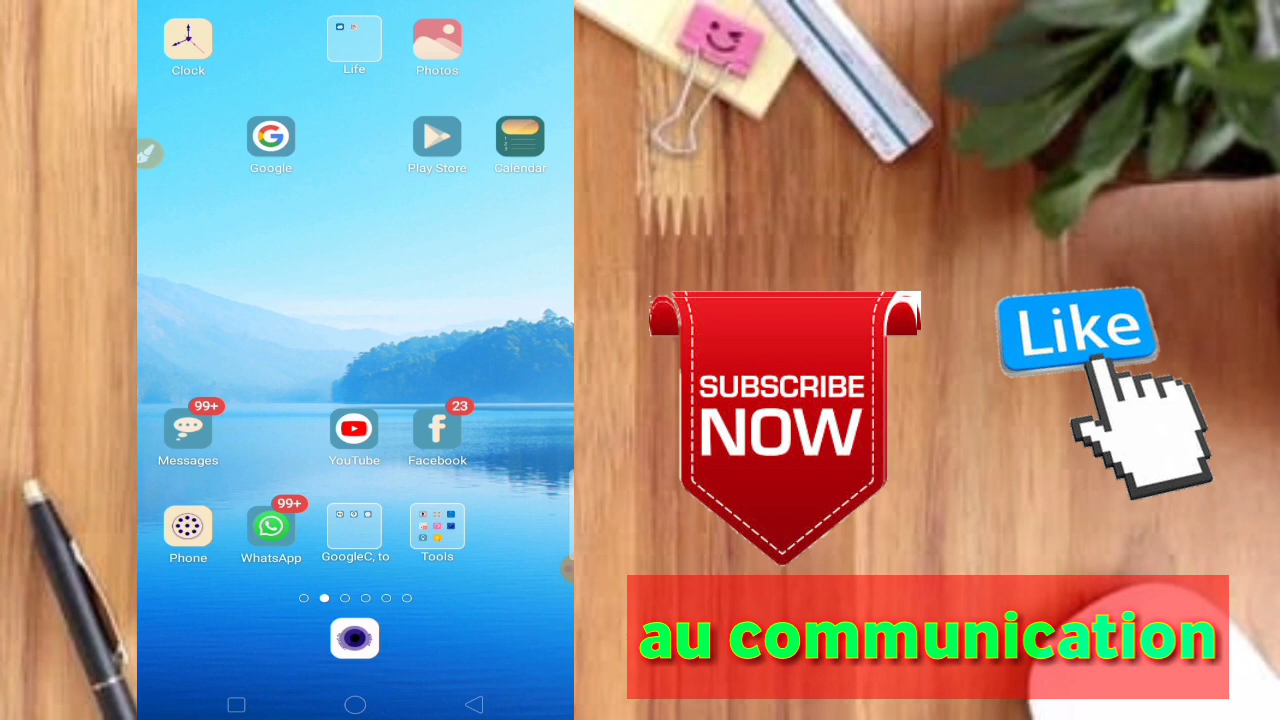 Clock
Life
Photos
Google
Play Store
Calendar
99+
23
Messages
YouTube
Facebook
99+
Phone
WhatsApp
GoogleC, to
Tools
SUBSCRIBE
NOW
Like
au communication